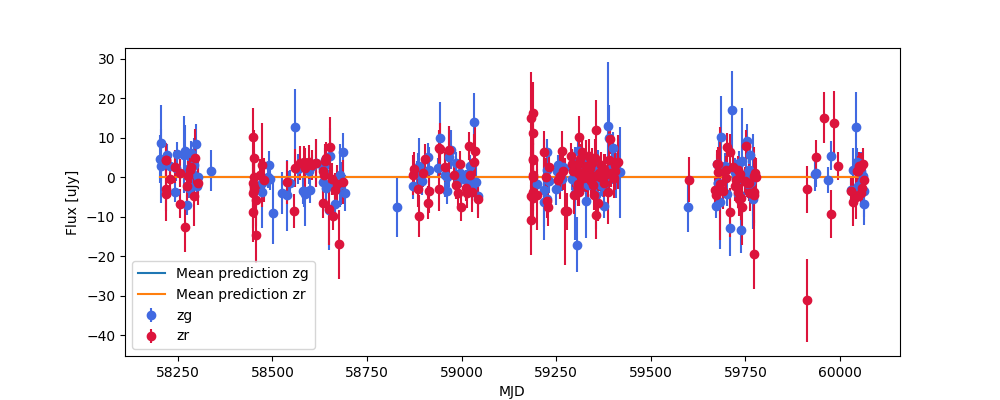 30
20
10
0
−10
−20
−30
−40
Flux [uJy]
Mean prediction zg
Mean prediction zr
zg
zr
58250 58500 58750 59000 59250 59500 59750 60000
MJD